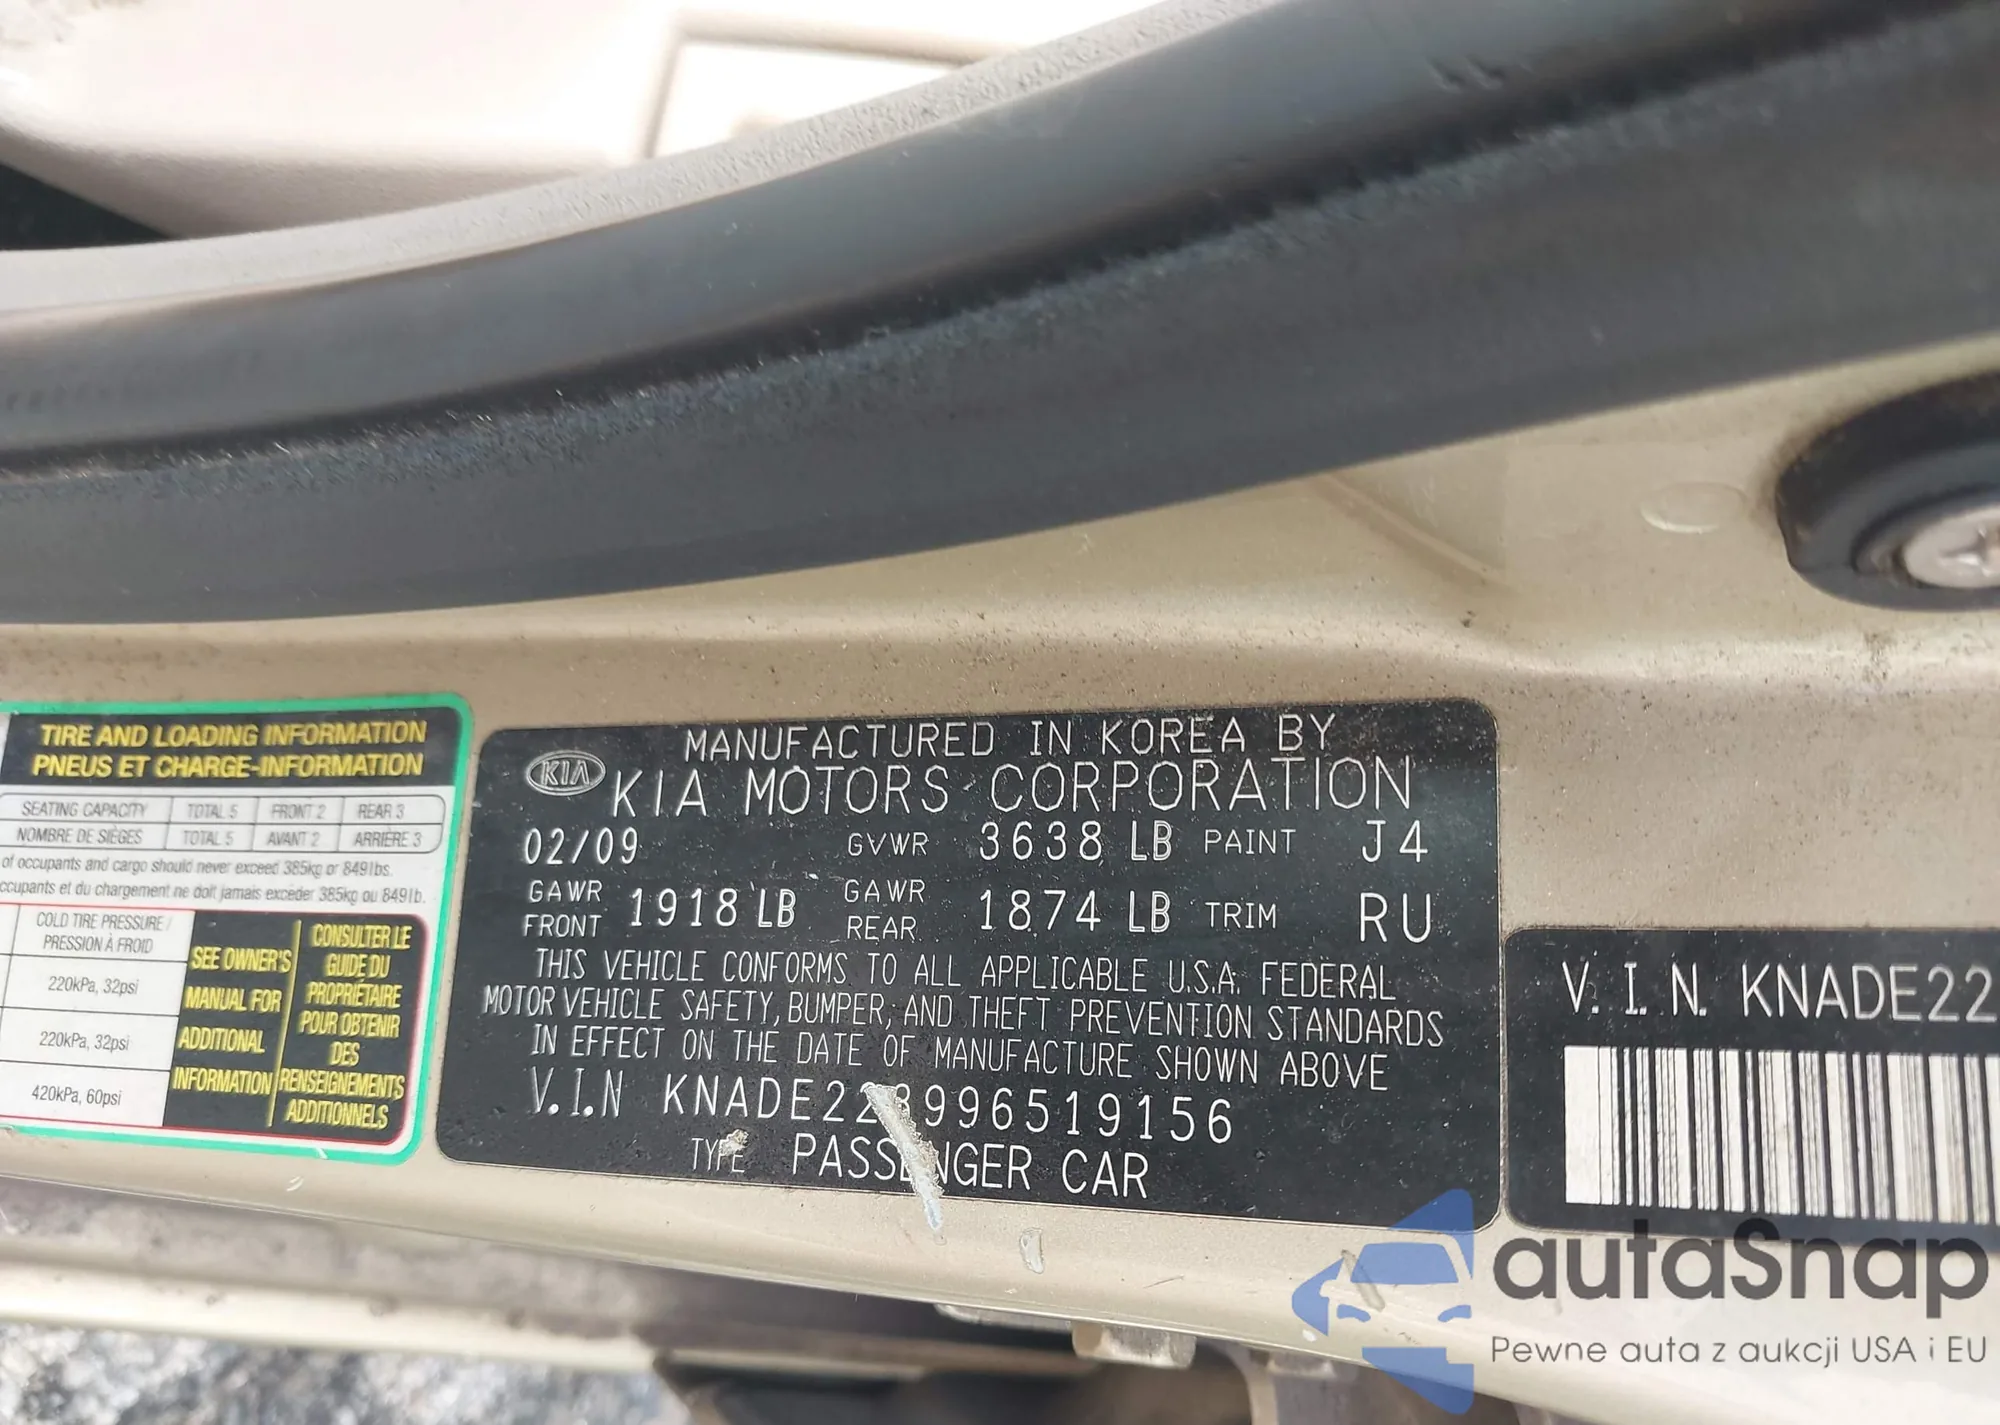 TIRE AND LOADING INFORMATION
PNEUS ET CHARGE-INFORMATION
SEATING CAPACITY TOTAL 5 FRONT 2 REAR 3
NOMBRE DE SIÈGES TOTAL 5 AVANT 2 ARRIÈRE 3
of occupants and cargo should never exceed 385kg or 849lbs.
ccupants et du chargement ne doit jamais excéder 385kg ou 849lb.
COLD TIRE PRESSURE /
PRESSION À FROID
220kPa, 32psi
220kPa, 32psi
420kPa, 60psi
SEE OWNER'S
MANUAL FOR
ADDITIONAL
INFORMATION
CONSULTER LE
GUIDE DU
PROPRIÉTAIRE
POUR OBTENIR
DES
RENSEIGNEMENTS
ADDITIONNELS
MANUFACTURED IN KOREA BY
KIA KIA MOTORS CORPORATION
02/09 GVWR 3638 LB PAINT J4
GAWR FRONT 1918 LB GAWR REAR 1874 LB TRIM RU
THIS VEHICLE CONFORMS TO ALL APPLICABLE U.S.A. FEDERAL
MOTOR VEHICLE SAFETY, BUMPER, AND THEFT PREVENTION STANDARDS
IN EFFECT ON THE DATE OF MANUFACTURE SHOWN ABOVE
V.I.N KNADE223996519156
TYPE PASSENGER CAR
V.I.N. KNADE22
autaSnap
Pewne auta z aukcji USA i EU